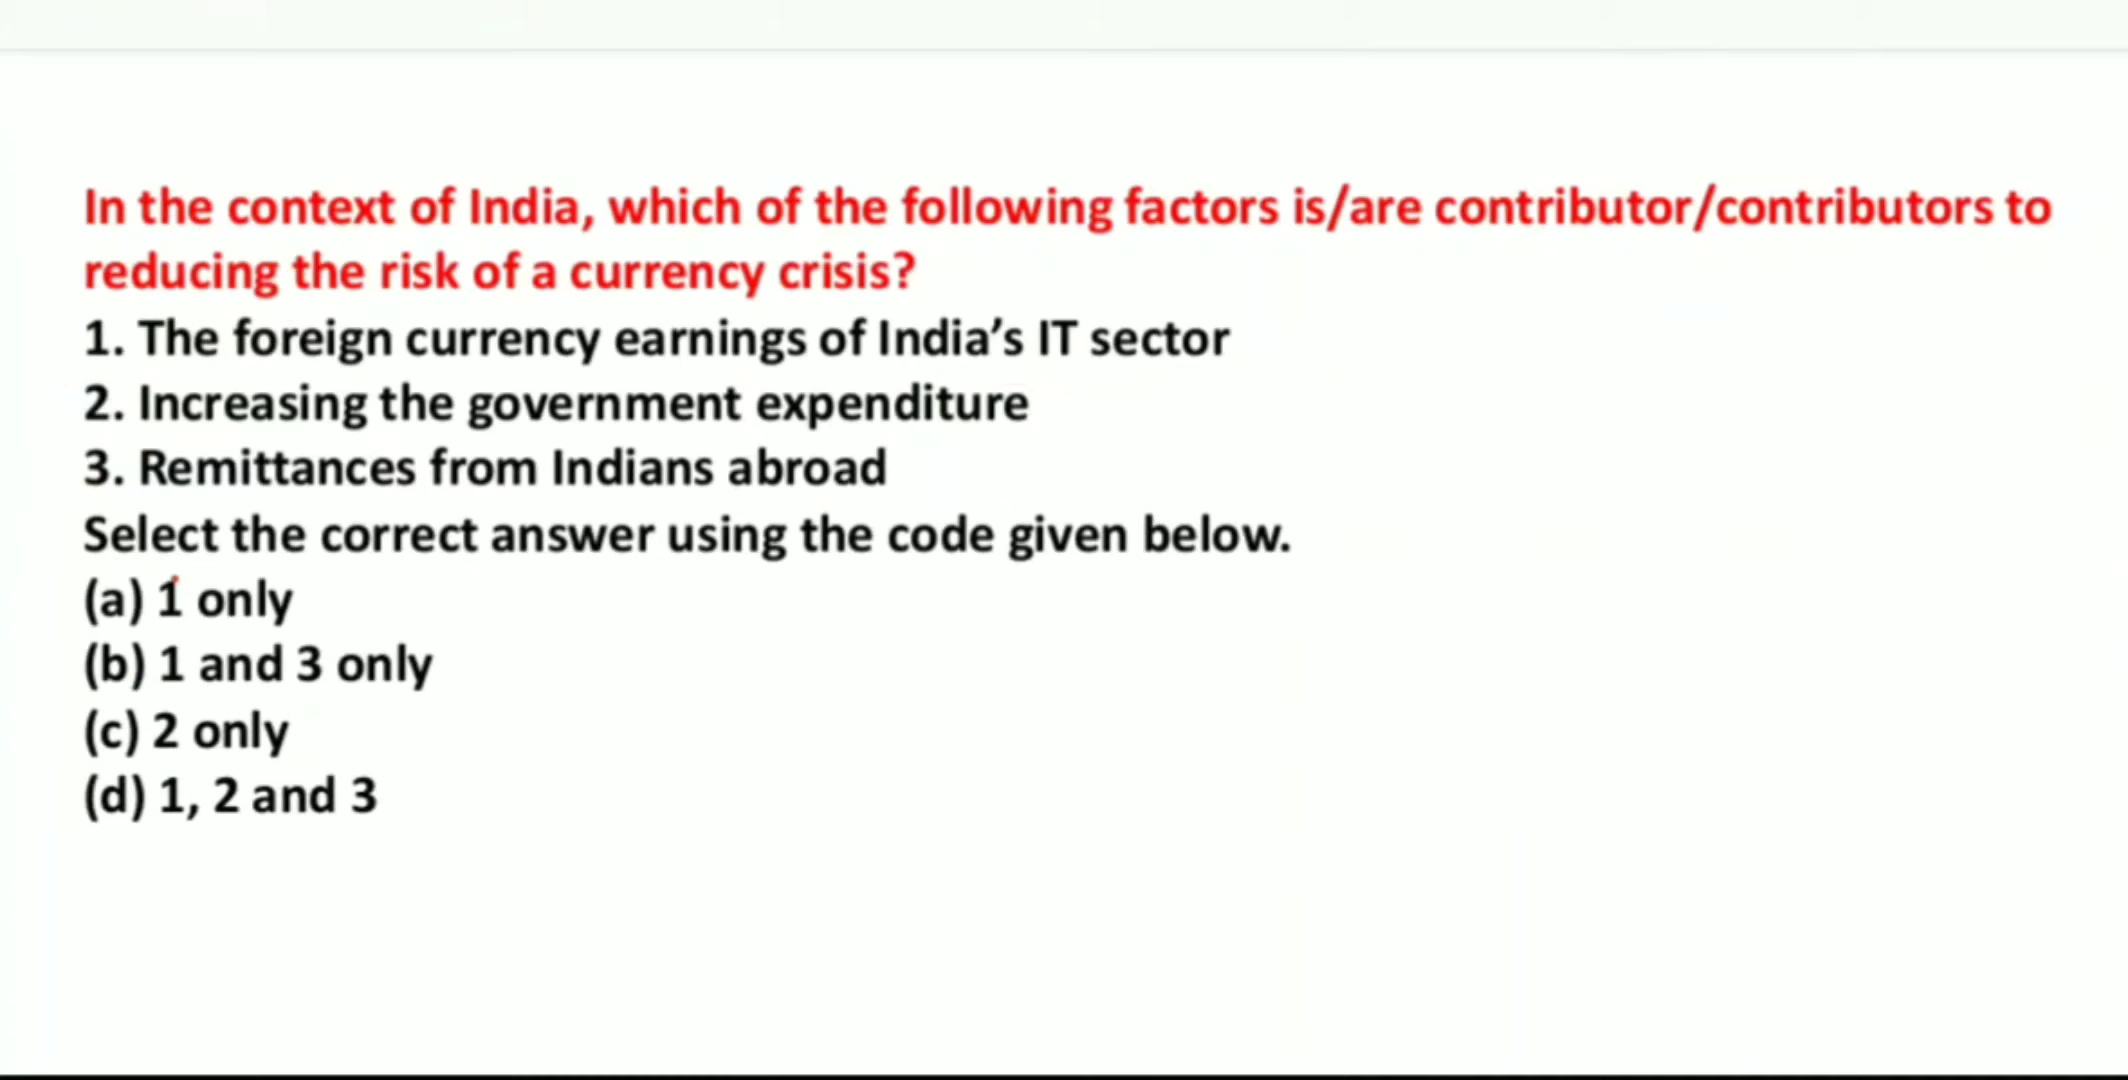 In the context of India, which of the following factors is/are contributor/contributors to
reducing the risk of a currency crisis?
1. The foreign currency earnings of India’s IT sector
2. Increasing the government expenditure
3. Remittances from Indians abroad
Select the correct answer using the code given below.
(a) 1 only
(b) 1 and 3 only
(c) 2 only
(d) 1, 2 and 3